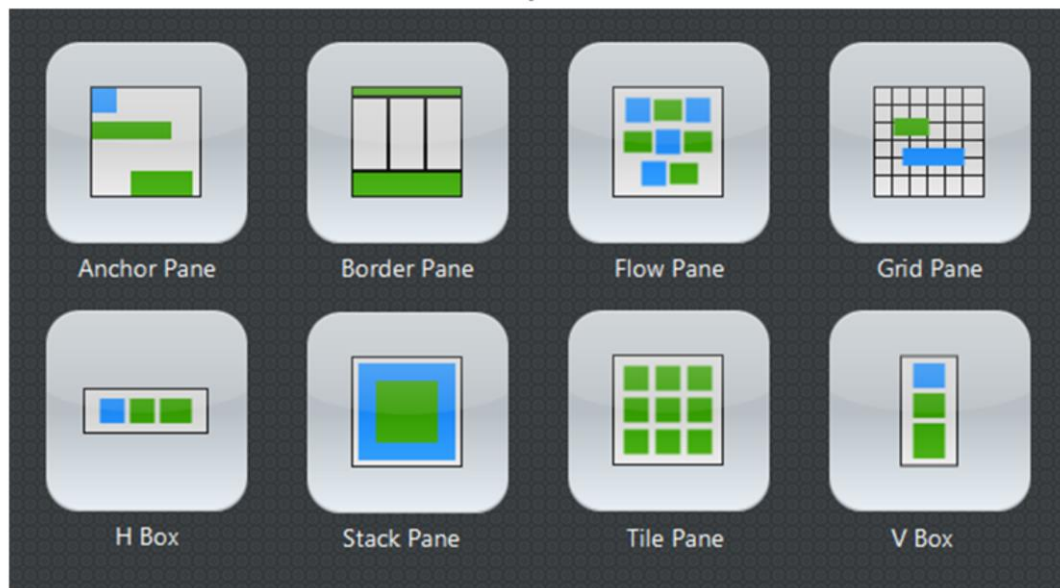 Anchor Pane
Border Pane
Flow Pane
Grid Pane
H Box
Stack Pane
Tile Pane
V Box